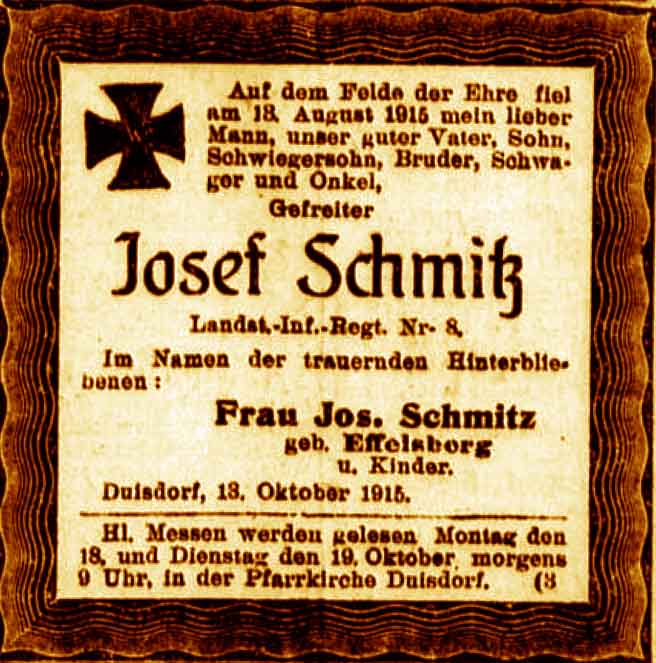 Auf dem Felde der Ehre fiel
am 18. August 1915 mein lieber
Mann, unser guter Vater, Sohn,
Schwiegersohn, Bruder, Schwa-
ger und Onkel,
Gefreiter
Josef Schmitz
Landst.-Inf.-Regt. Nr. 8.
Im Namen der trauernden Hinterblie-
benen:
Frau Jos. Schmitz
geb. Effelsberg
u. Kinder.
Duisdorf, 13. Oktober 1915.
Hl. Messen werden gelesen Montag den
18. und Dienstag den 19. Oktober, morgens
9 Uhr, in der Pfarrkirche Duisdorf. (3